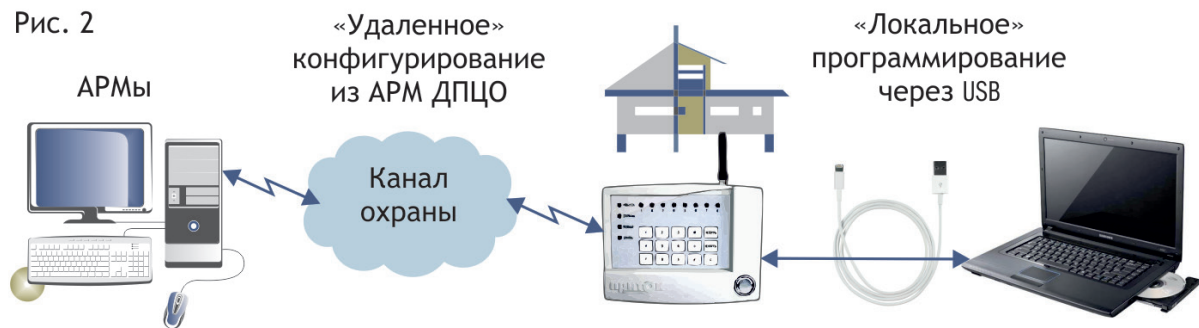 Рис. 2
АРМы
«Удаленное»
конфигурирование
из АРМ ДПЦО
Канал
охраны
«Локальное»
программирование
через USB